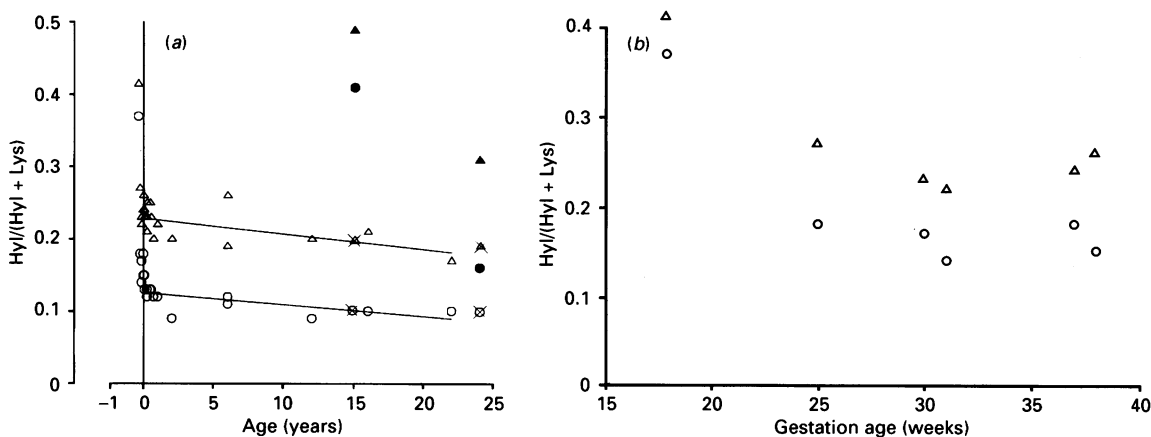 (a)
Hyl/(Hyl + Lys)
0.5
0.4
0.3
0.2
0.1
0
−1 0 5 10 15 20 25
Age (years)
(b)
Hyl/(Hyl + Lys)
0.4
0.3
0.2
0.1
0
15 20 25 30 35 40
Gestation age (weeks)